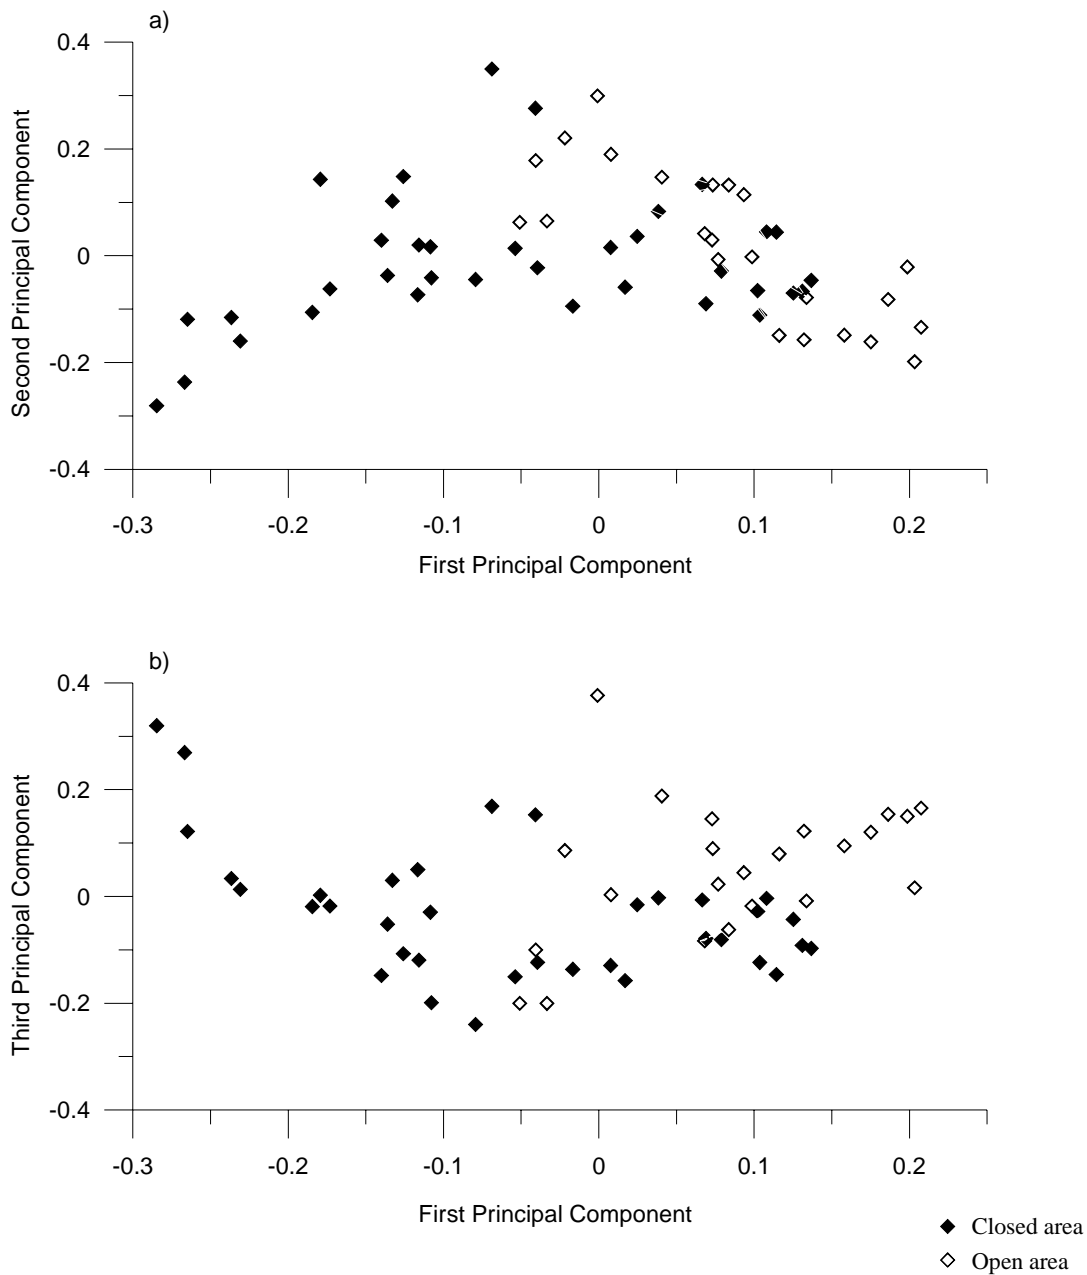 a)
0.4
0.2
0
-0.2
-0.4
Second Principal Component
-0.3 -0.2 -0.1 0 0.1 0.2
First Principal Component
b)
0.4
0.2
0
-0.2
-0.4
Third Principal Component
-0.3 -0.2 -0.1 0 0.1 0.2
First Principal Component
Closed area
Open area